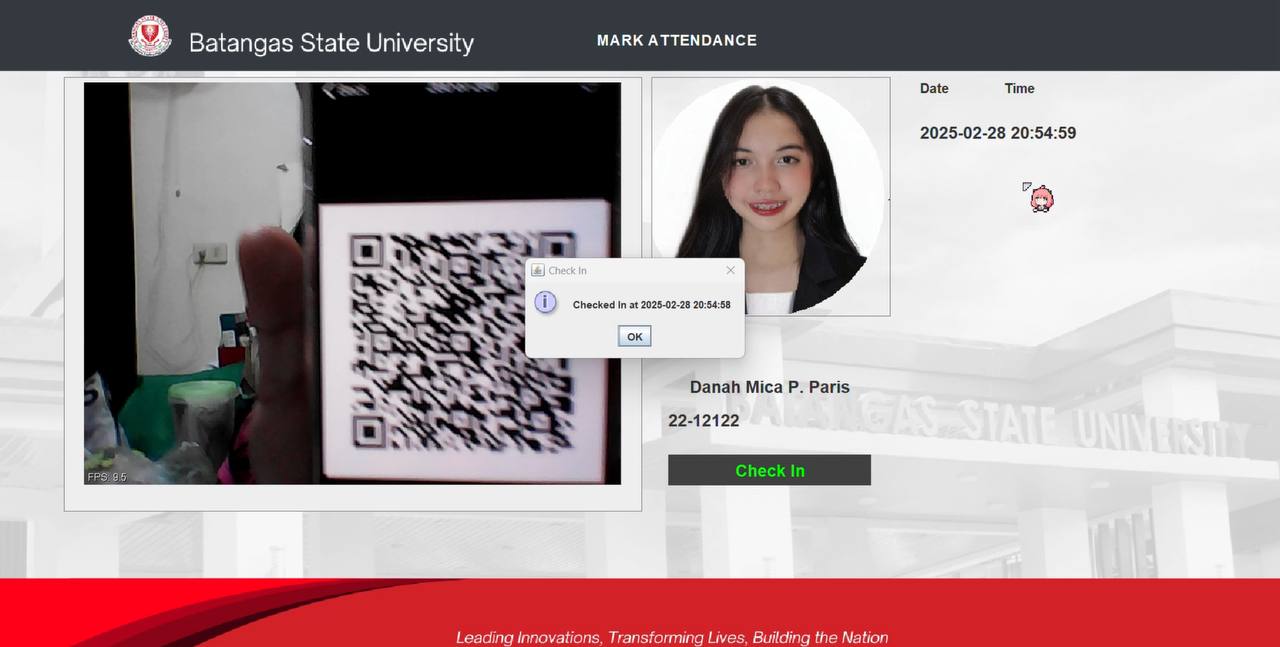 Batangas State University
MARK ATTENDANCE
Date Time
2025-02-28 20:54:59
Check In
Checked In at 2025-02-28 20:54:58
OK
Danah Mica P. Paris
22-12122
Check In
FPS: 9.5
BATANGAS STATE UNIVERSITY
Leading Innovations, Transforming Lives, Building the Nation